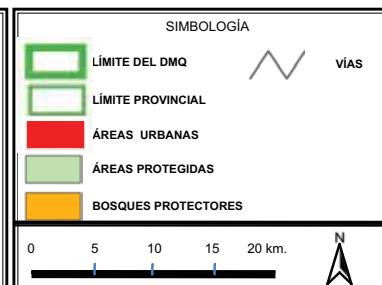 SIMBOLOGÍA
LÍMITE DEL DMQ
VÍAS
LÍMITE PROVINCIAL
ÁREAS URBANAS
ÁREAS PROTEGIDAS
BOSQUES PROTECTORES
0 5 10 15 20 km.
N